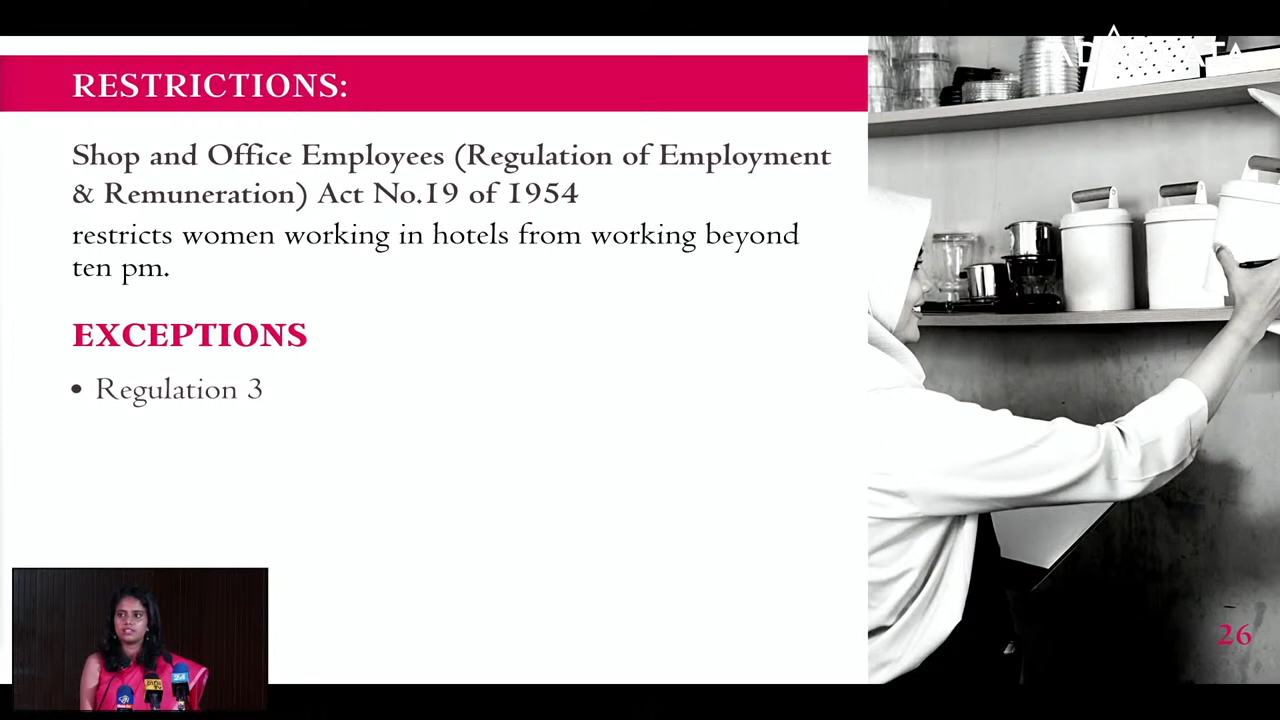 RESTRICTIONS:
Shop and Office Employees (Regulation of Employment
& Remuneration) Act No.19 of 1954
restricts women working in hotels from working beyond
ten pm.
EXCEPTIONS
• Regulation 3
26